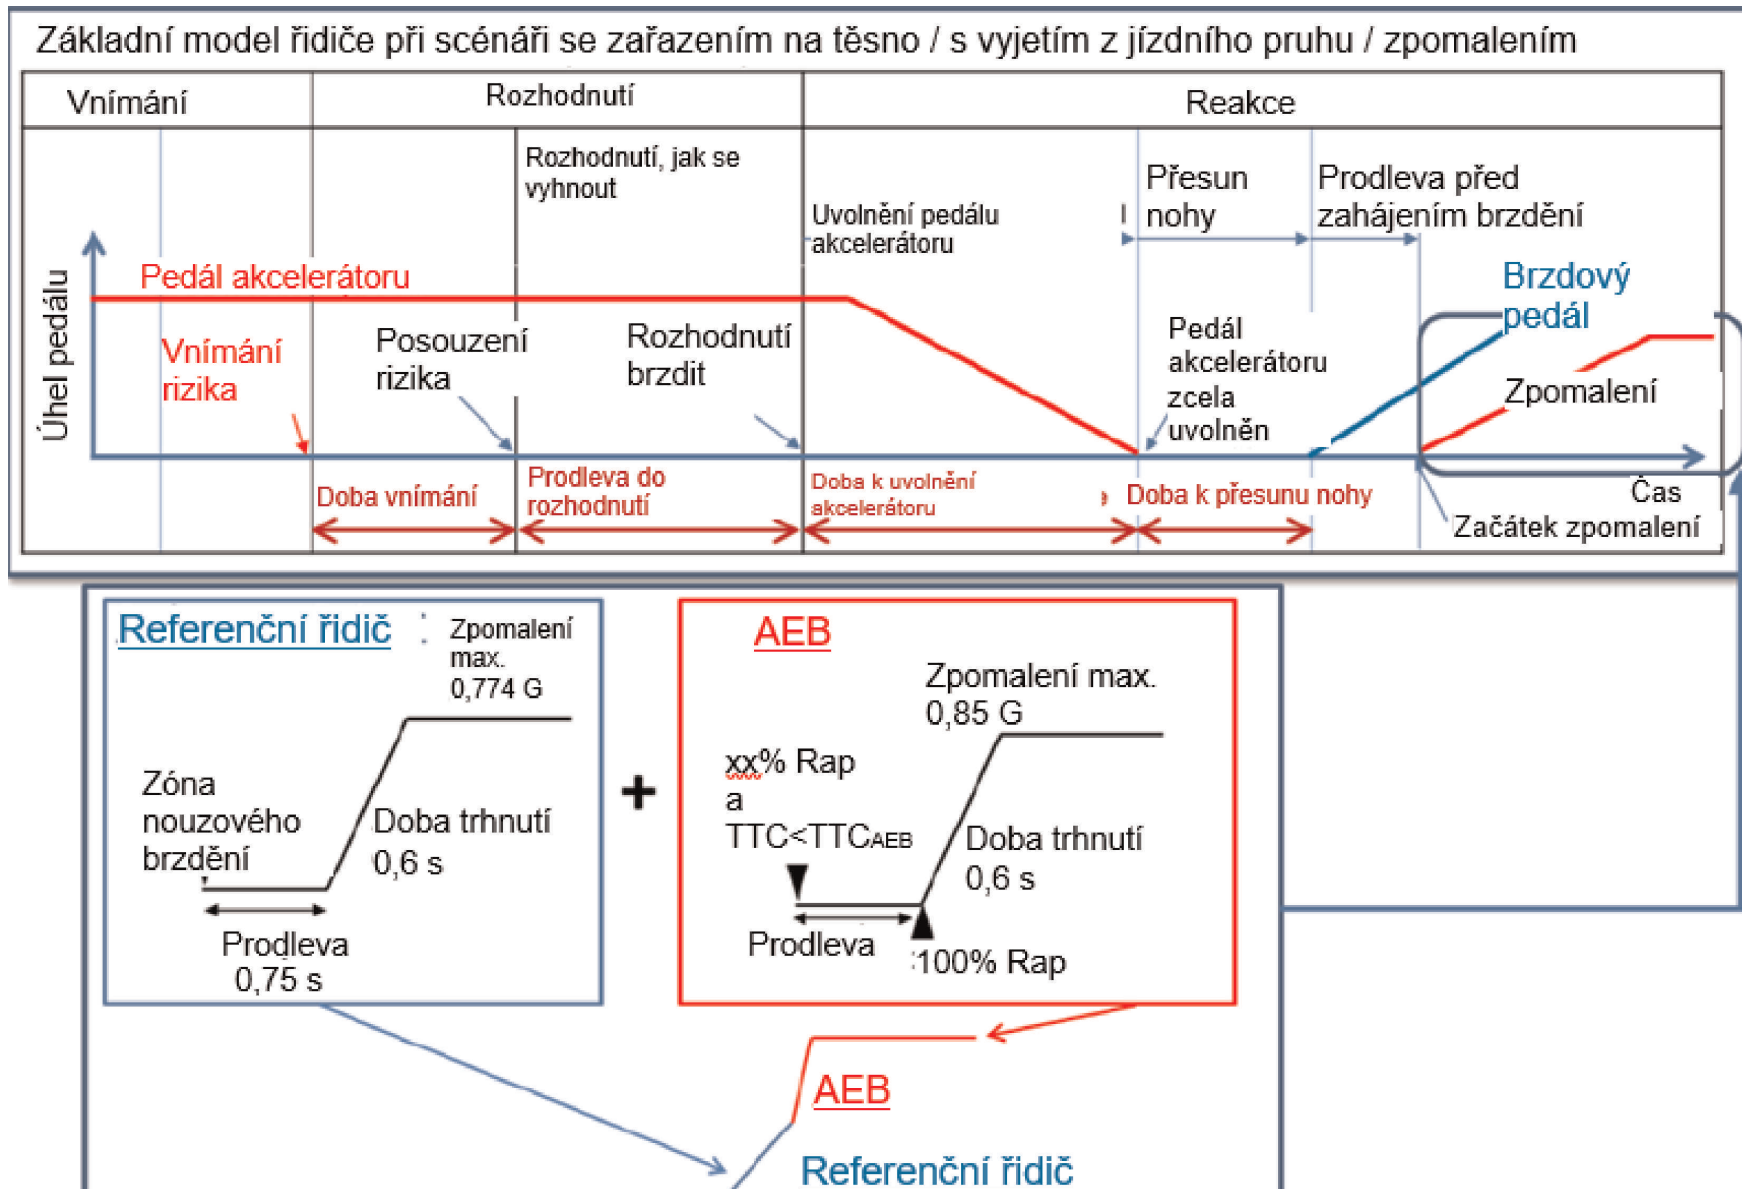 Základní model řidiče při scénáři se zařazením na těsno / s vyjetím z jízdního pruhu / zpomalením
Vnímání
Rozhodnutí
Reakce
Rozhodnutí, jak se
vyhnout
Uvolnění pedálu
akcelerátoru
Přesun
nohy
Prodleva před
zahájením brzdění
Úhel pedálu
Pedál akcelerátoru
Brzdový
pedál
Vnímání
rizika
Posouzení
rizika
Rozhodnutí
brzdit
Pedál
akcelerátoru
zcela
uvolněn
Zpomalení
Doba vnímání
Prodleva do
rozhodnutí
Doba k uvolnění
akcelerátoru
Doba k přesunu nohy
Čas
Začátek zpomalení
Referenční řidič :
Zpomalení
max.
0,774 G
Zóna
nouzového
brzdění
Doba trhnutí
0,6 s
Prodleva
0,75 s
+
AEB
Zpomalení max.
0,85 G
xx% Rap
a
TTC<TTCAEB
Doba trhnutí
0,6 s
Prodleva
100% Rap
AEB
Referenční řidič